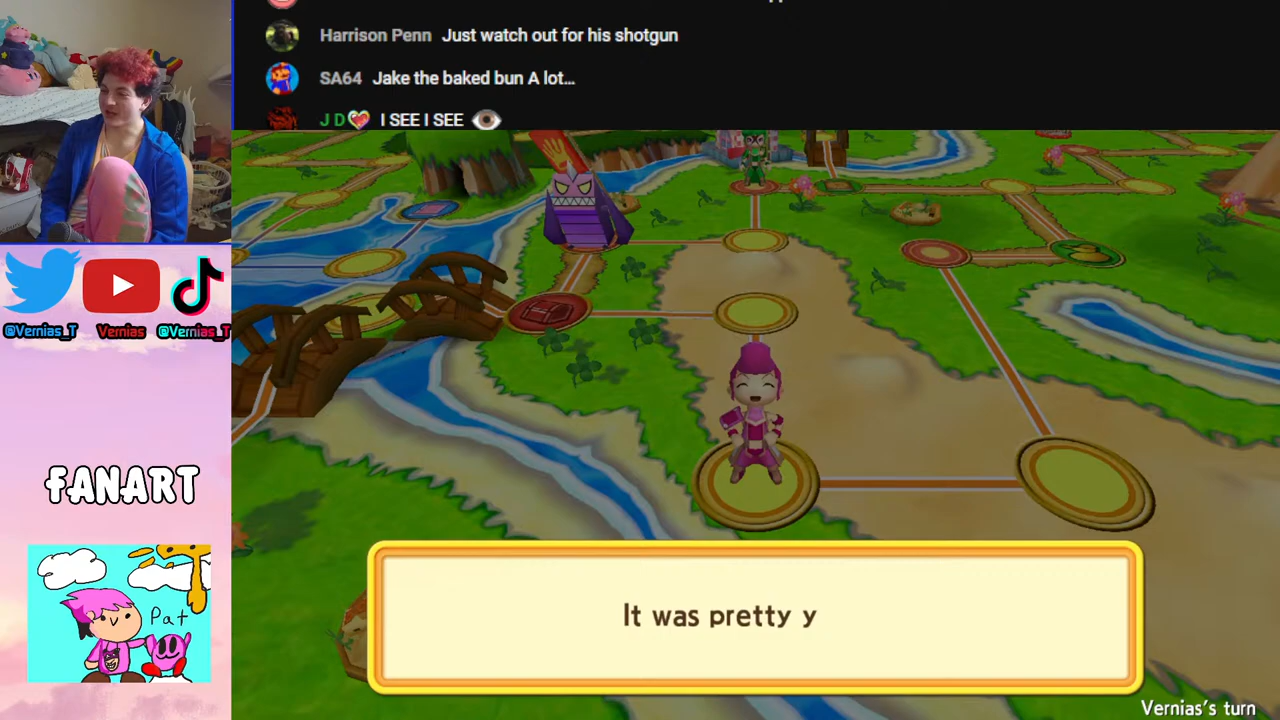 Harrison Penn Just watch out for his shotgun
SA64 Jake the baked bun A lot...
J D I SEE I SEE
@Vernias_T Vernias @Vernias_T
FANART
Pat
It was pretty y
Vernias's turn